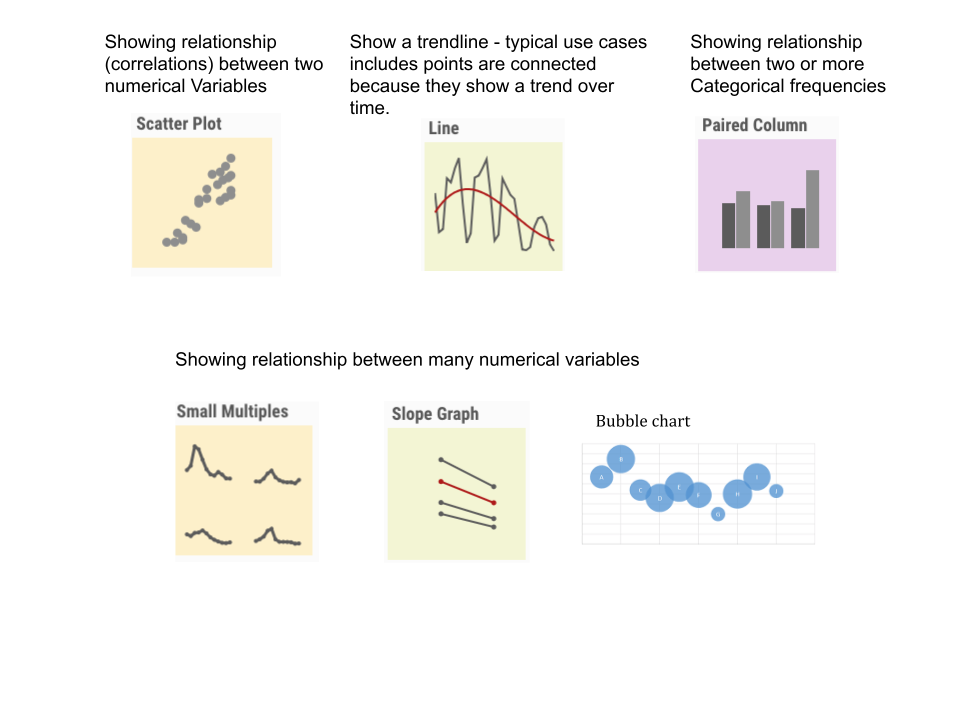 Showing relationship
(correlations) between two
numerical Variables
Show a trendline - typical use cases
includes points are connected
because they show a trend over
time.
Showing relationship
between two or more
Categorical frequencies
Scatter Plot
Line
Paired Column
Showing relationship between many numerical variables
Small Multiples
Slope Graph
Bubble chart
A
B
C
D
E
F
G
H
I
J